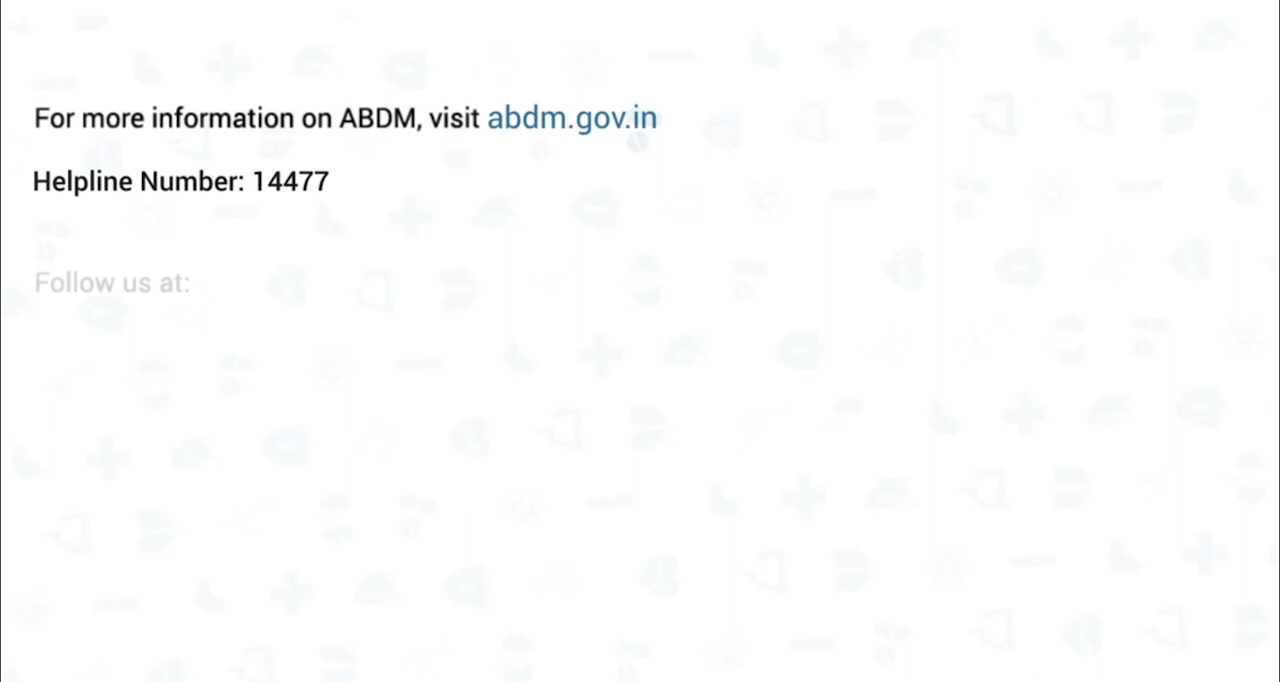 For more information on ABDM, visit abdm.gov.in
Helpline Number: 14477
Follow us at: